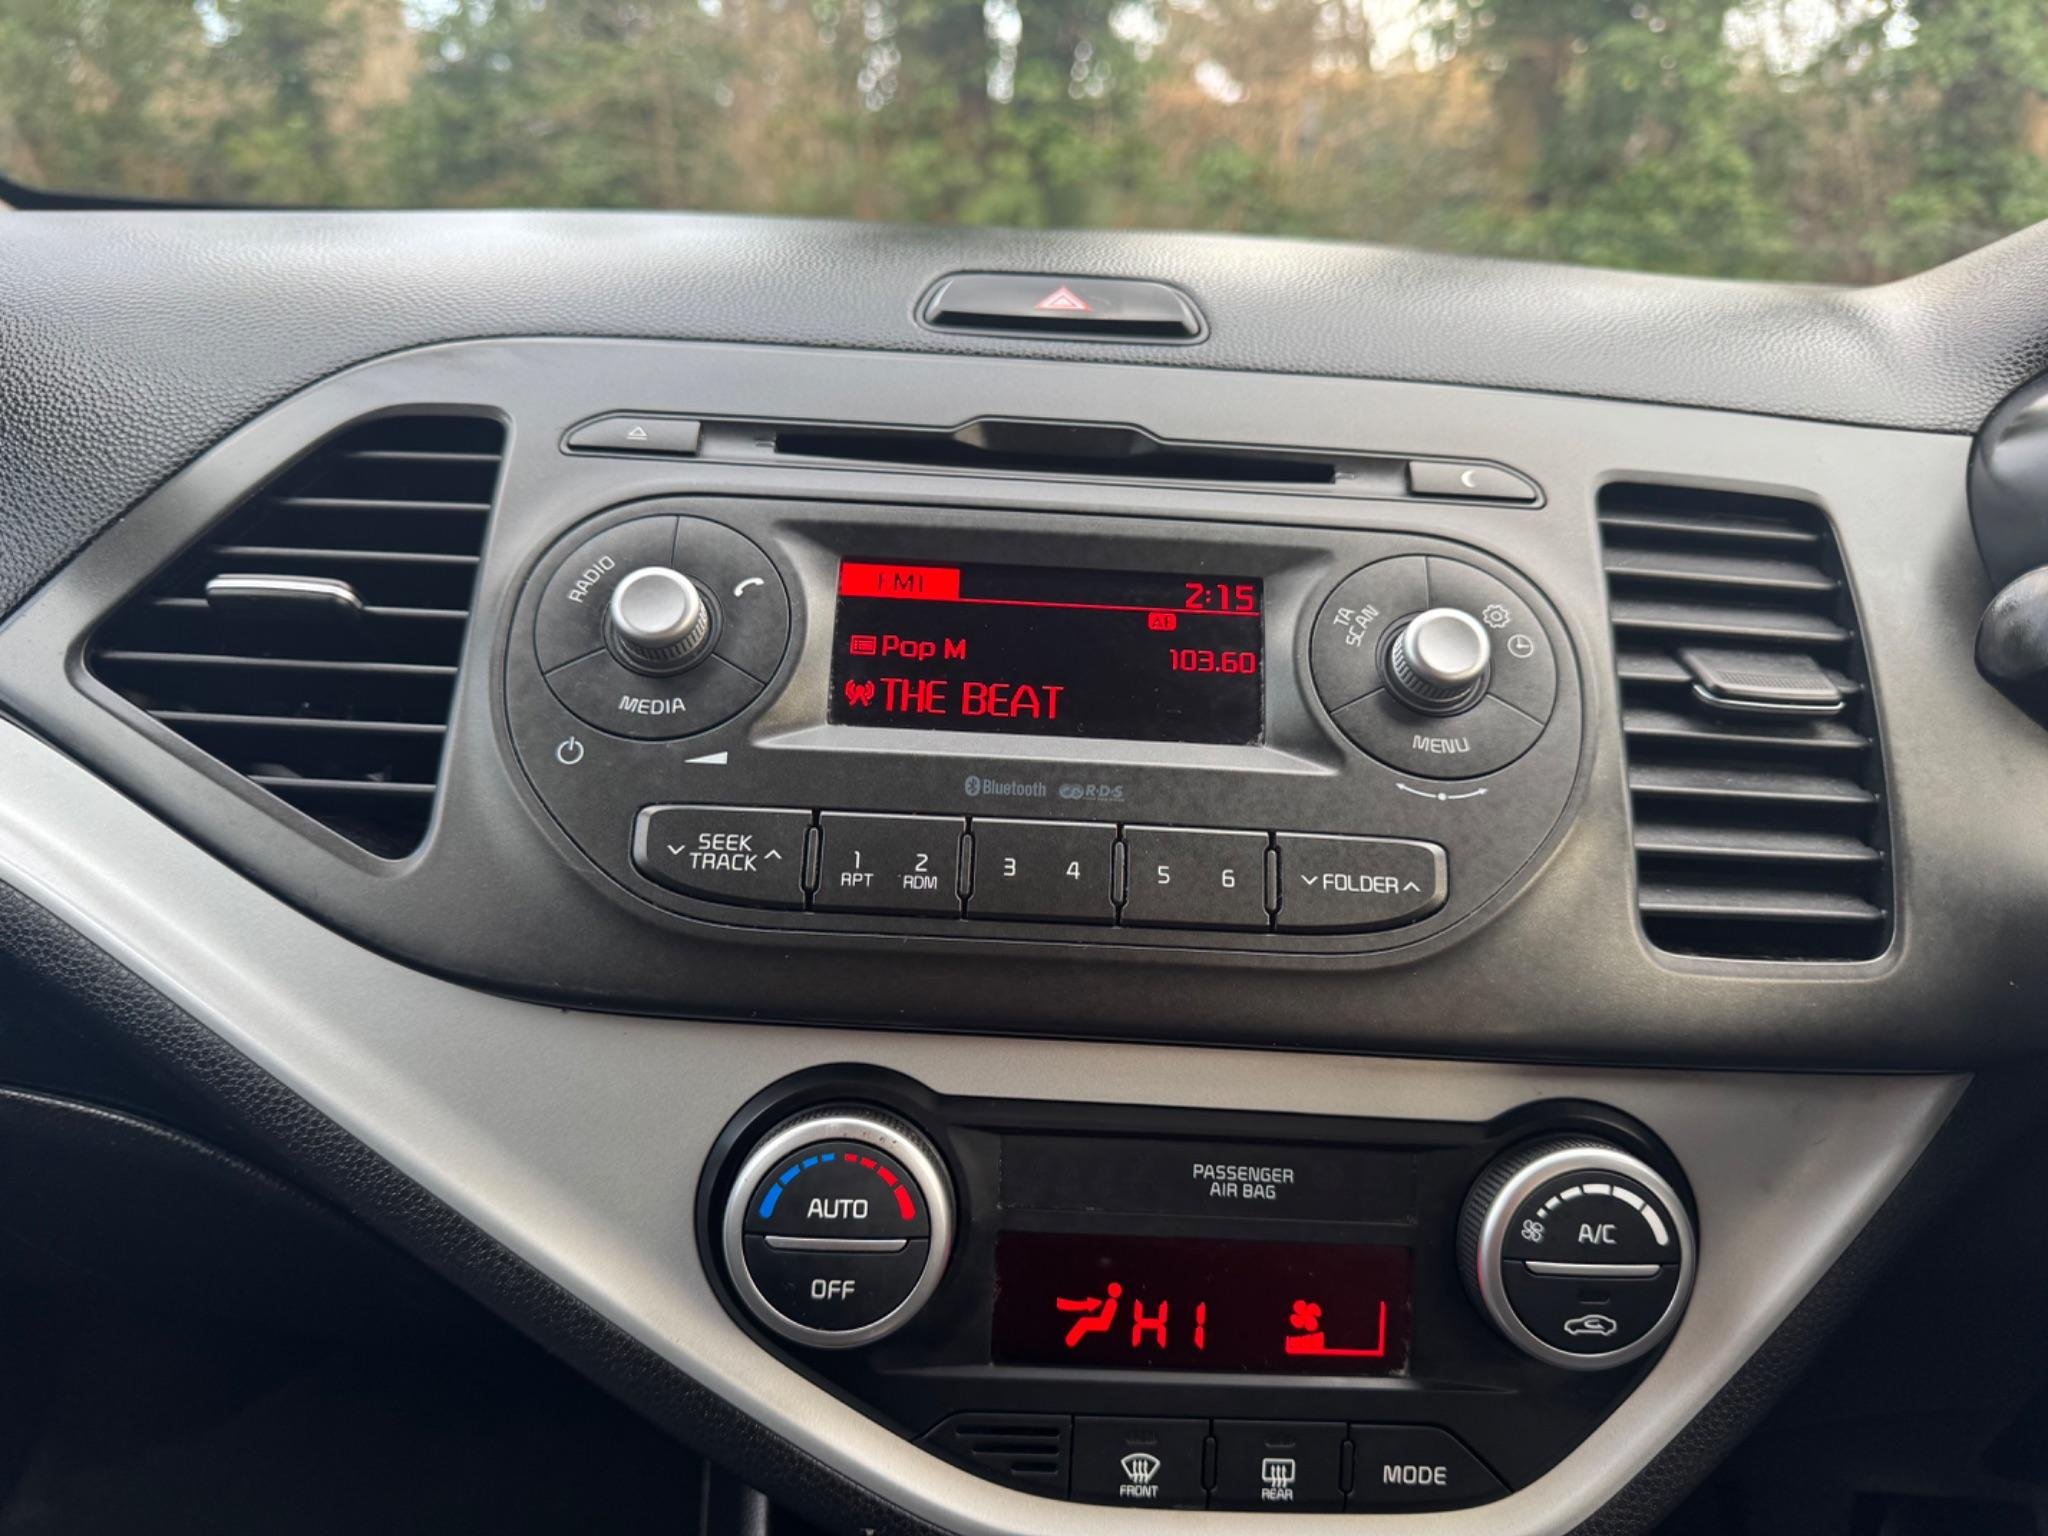 RADIO
MEDIA
FM1
2:15
AF
Pop M
103.60
THE BEAT
TA
SCAN
MENU
Bluetooth
R·D·S
SEEK
TRACK
1
RPT
2
RDM
3
4
5
6
FOLDER
PASSENGER
AIR BAG
AUTO
OFF
HI
A/C
FRONT
REAR
MODE